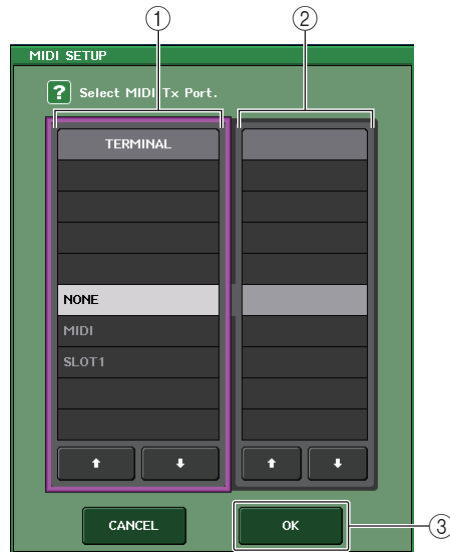 ① ②
MIDI SETUP
? Select MIDI Tx Port.
TERMINAL
NONE
MIDI
SLOT1
CANCEL OK ③